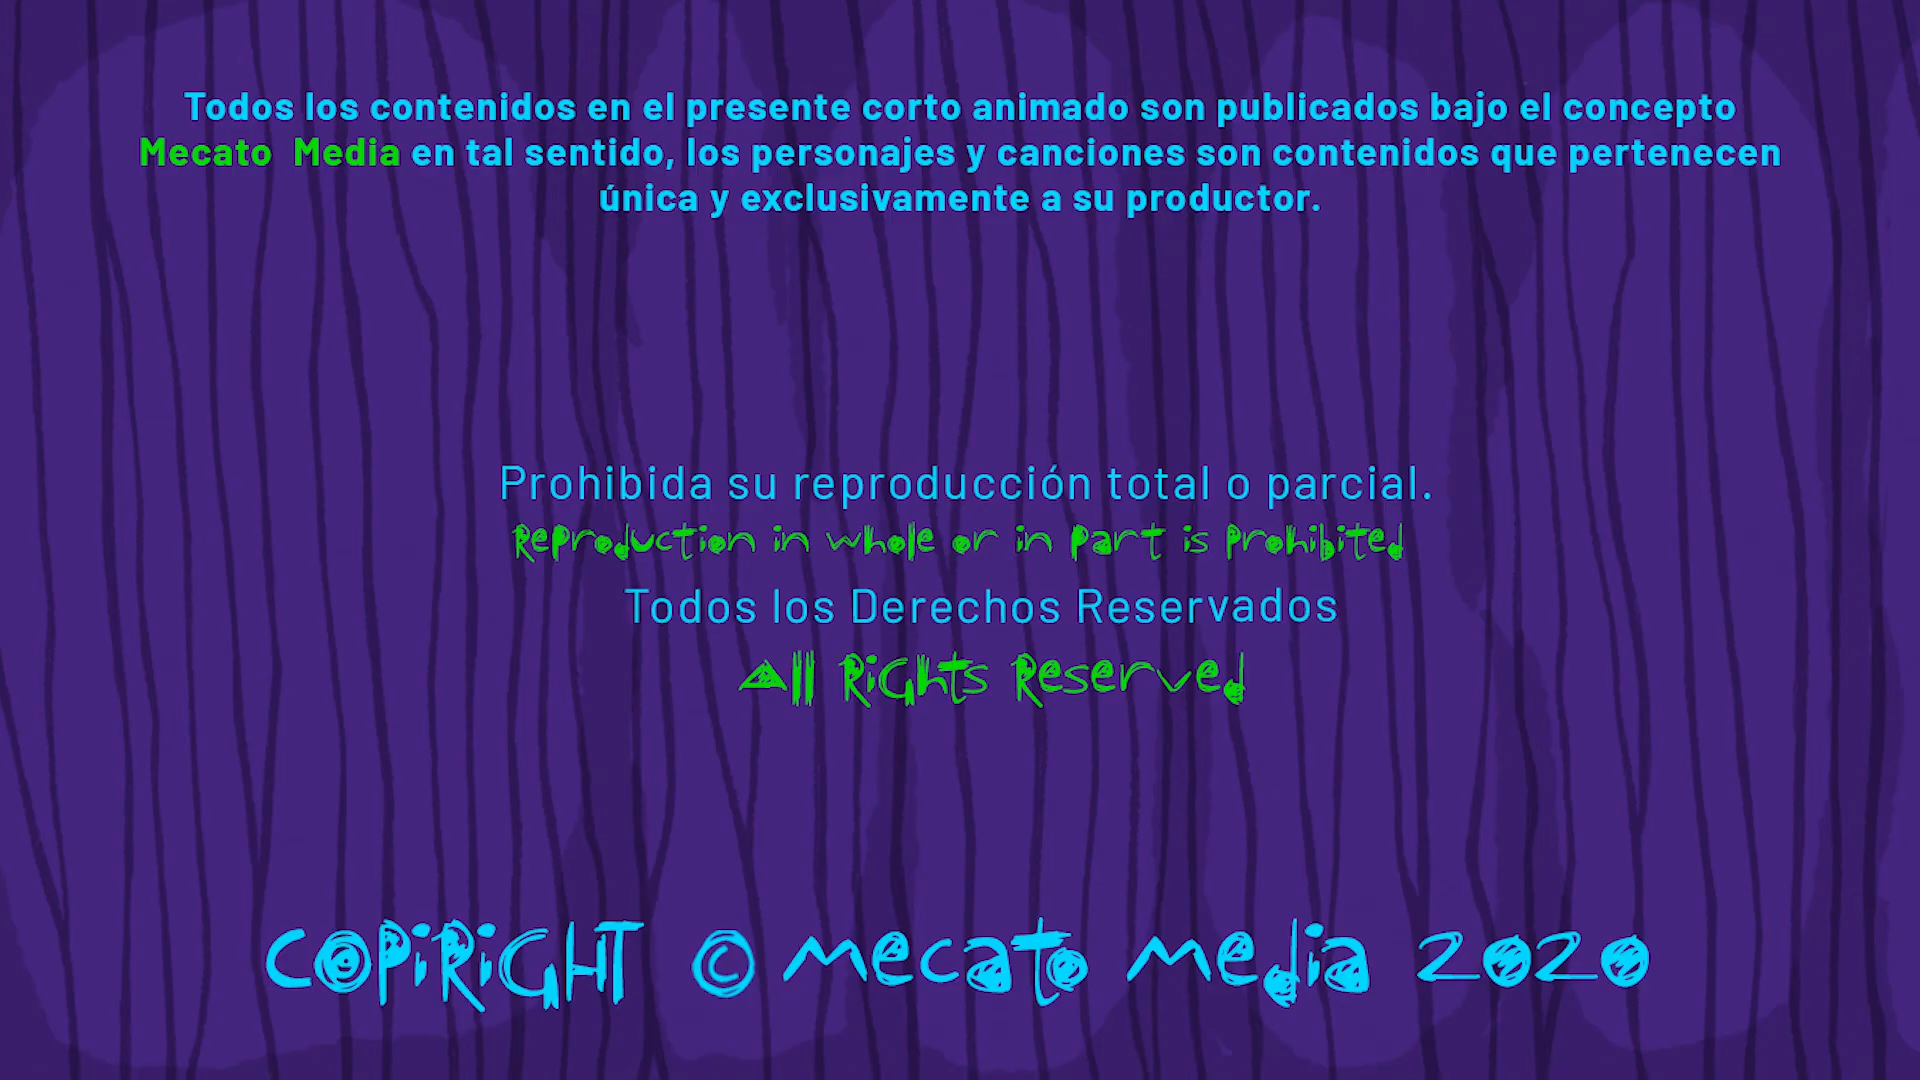 Todos los contenidos en el presente corto animado son publicados bajo el concepto
Mecato Media en tal sentido, los personajes y canciones son contenidos que pertenecen
única y exclusivamente a su productor.
Prohibida su reproducción total o parcial.
Reproduction in whole or in part is Prohibited
Todos los Derechos Reservados
All Rights Reserved
COPiRiGHT © Mecato Media 2020